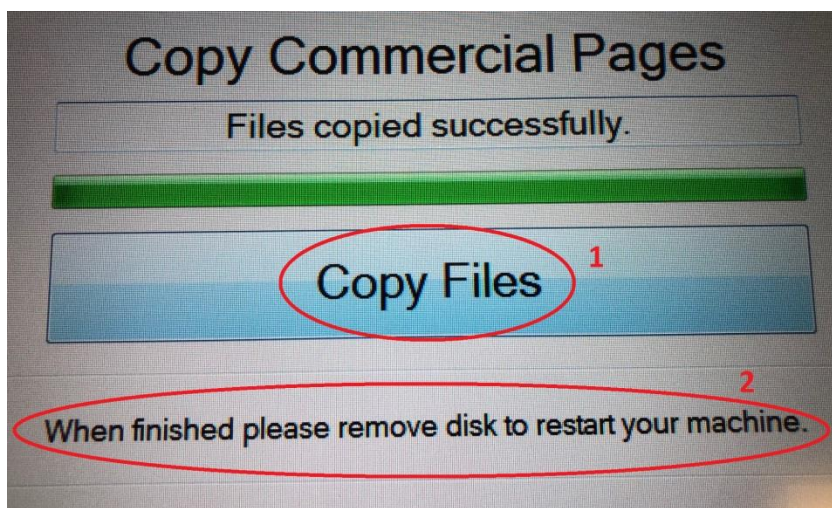 Copy Commercial Pages
Files copied successfully.
Copy Files
1
2
When finished please remove disk to restart your machine.